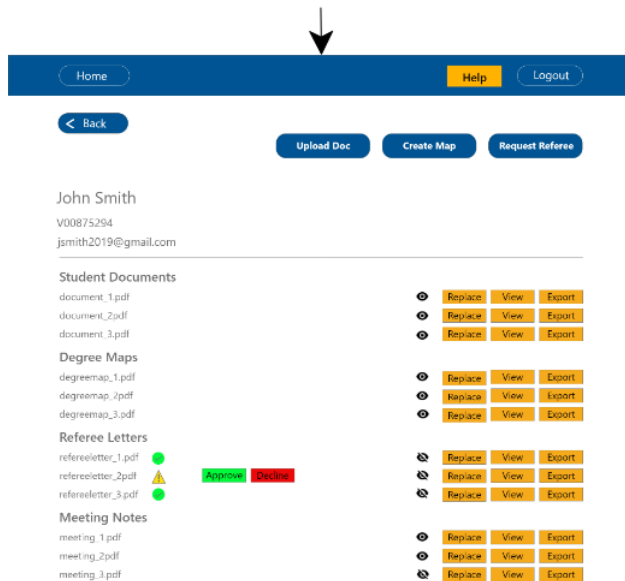 Home Help Logout
Back
Upload Doc Create Map Request Referee
John Smith
V00875294
jsmith2019@gmail.com
Student Documents
document_1.pdf Replace View Export
document_2pdf Replace View Export
document_3.pdf Replace View Export
Degree Maps
degreemap_1.pdf Replace View Export
degreemap_2pdf Replace View Export
degreemap_3.pdf Replace View Export
Referee Letters
refereeletter_1.pdf Replace View Export
refereeletter_2pdf Approve Decline Replace View Export
refereeletter_3.pdf Replace View Export
Meeting Notes
meeting_1.pdf Replace View Export
meeting_2pdf Replace View Export
meeting_3.pdf Replace View Export